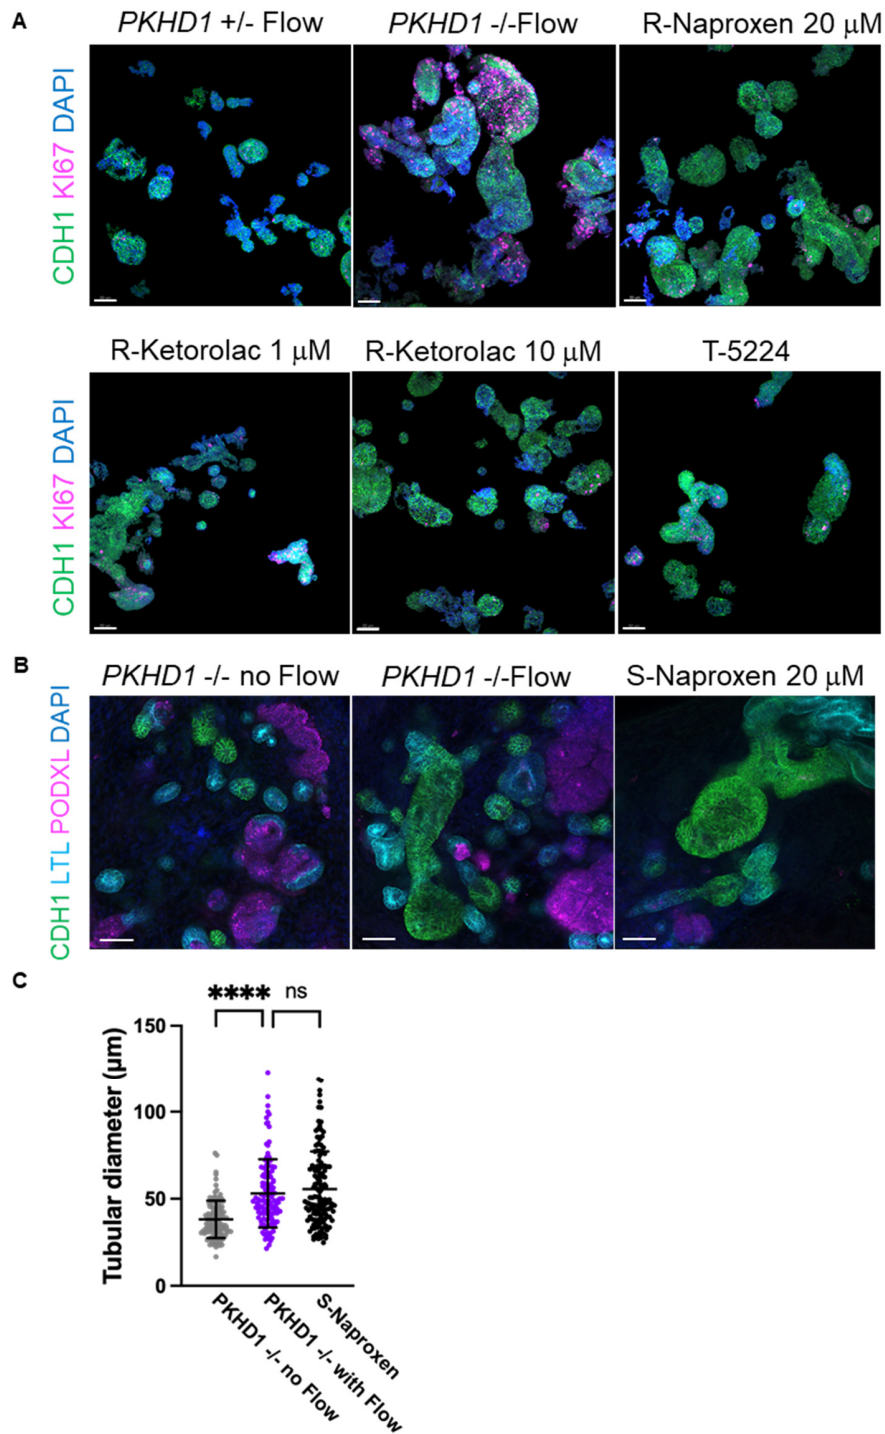 A
PKHD1 +/- Flow
PKHD1 -/-Flow
R-Naproxen 20 μM
CDH1 KI67 DAPI
R-Ketorolac 1 μM
R-Ketorolac 10 μM
T-5224
CDH1 KI67 DAPI
B
PKHD1 -/- no Flow
PKHD1 -/-Flow
S-Naproxen 20 μM
CDH1 LTL PODXL DAPI
C
**** ns
Tubular diameter (μm)
150
100
50
0
PKHD1 -/- no Flow
PKHD1 -/- with Flow
S-Naproxen